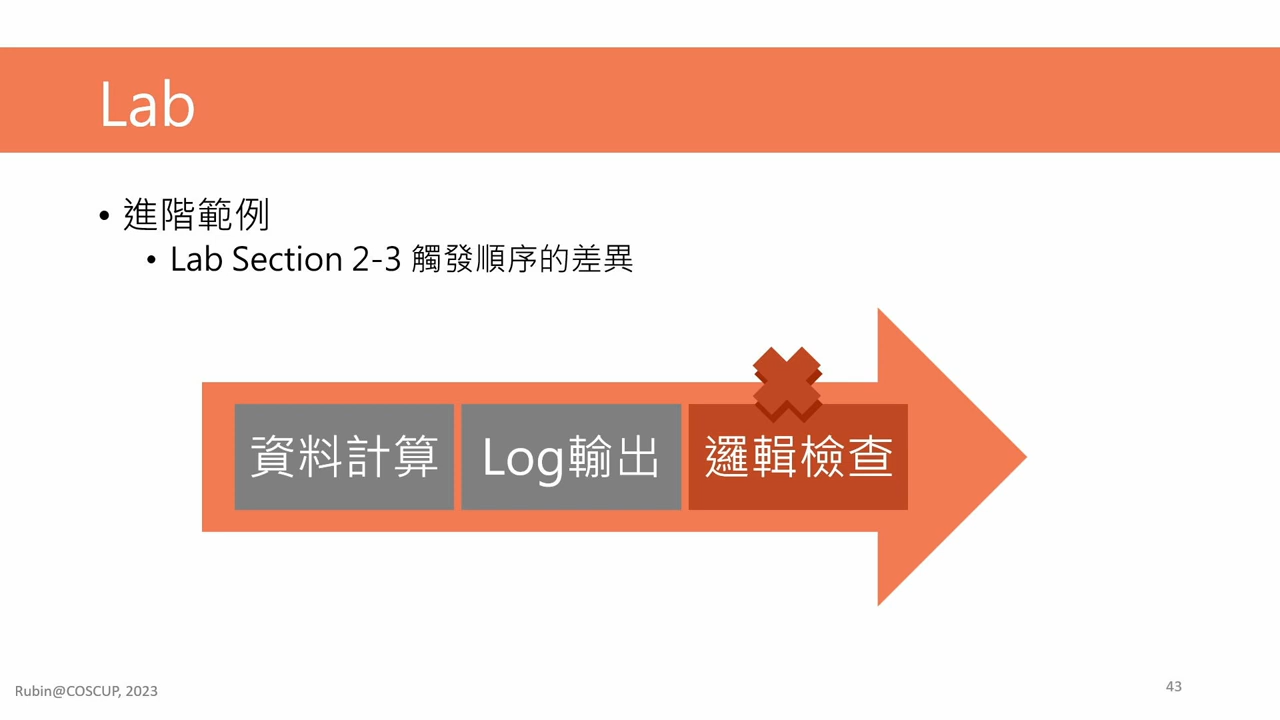 Lab
• 進階範例
• Lab Section 2-3 觸發順序的差異
資料計算
Log輸出
邏輯檢查
Rubin@COSCUP, 2023
43